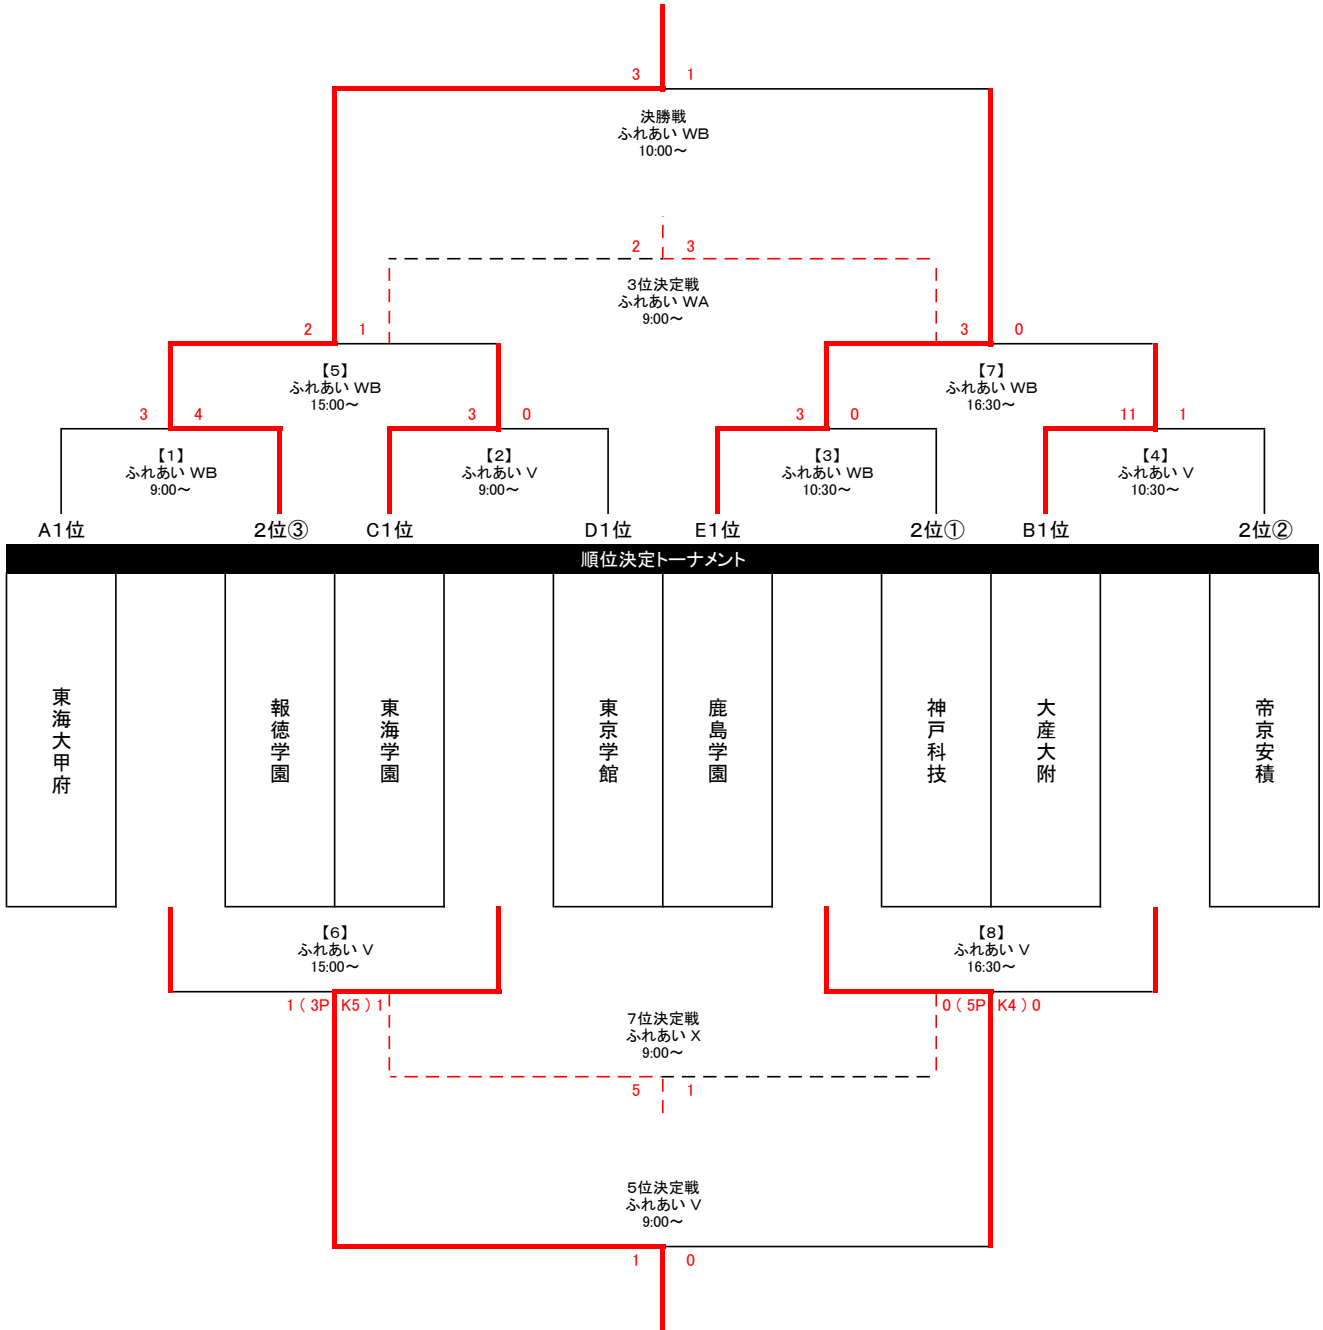 3 1
決勝戦
ふれあい WB
10:00～
2 3
3位決定戦
ふれあい WA
9:00～
2 1
3 0
【5】
ふれあい WB
15:00～
【7】
ふれあい WB
16:30～
3 4
3 0
3 0
11 1
【1】
ふれあい WB
9:00～
【2】
ふれあい V
9:00～
【3】
ふれあい WB
10:30～
【4】
ふれあい V
10:30～
A1位
2位③
C1位
D1位
E1位
2位①
B1位
2位②
順位決定トーナメント
東海大甲府
報徳学園
東海学園
東京学館
鹿島学園
神戸科技
大産大附
帝京安積
【6】
ふれあい V
15:00～
【8】
ふれあい V
16:30～
1 ( 3P K5 ) 1
0 ( 5P K4 ) 0
7位決定戦
ふれあい X
9:00～
5 1
5位決定戦
ふれあい V
9:00～
1 0